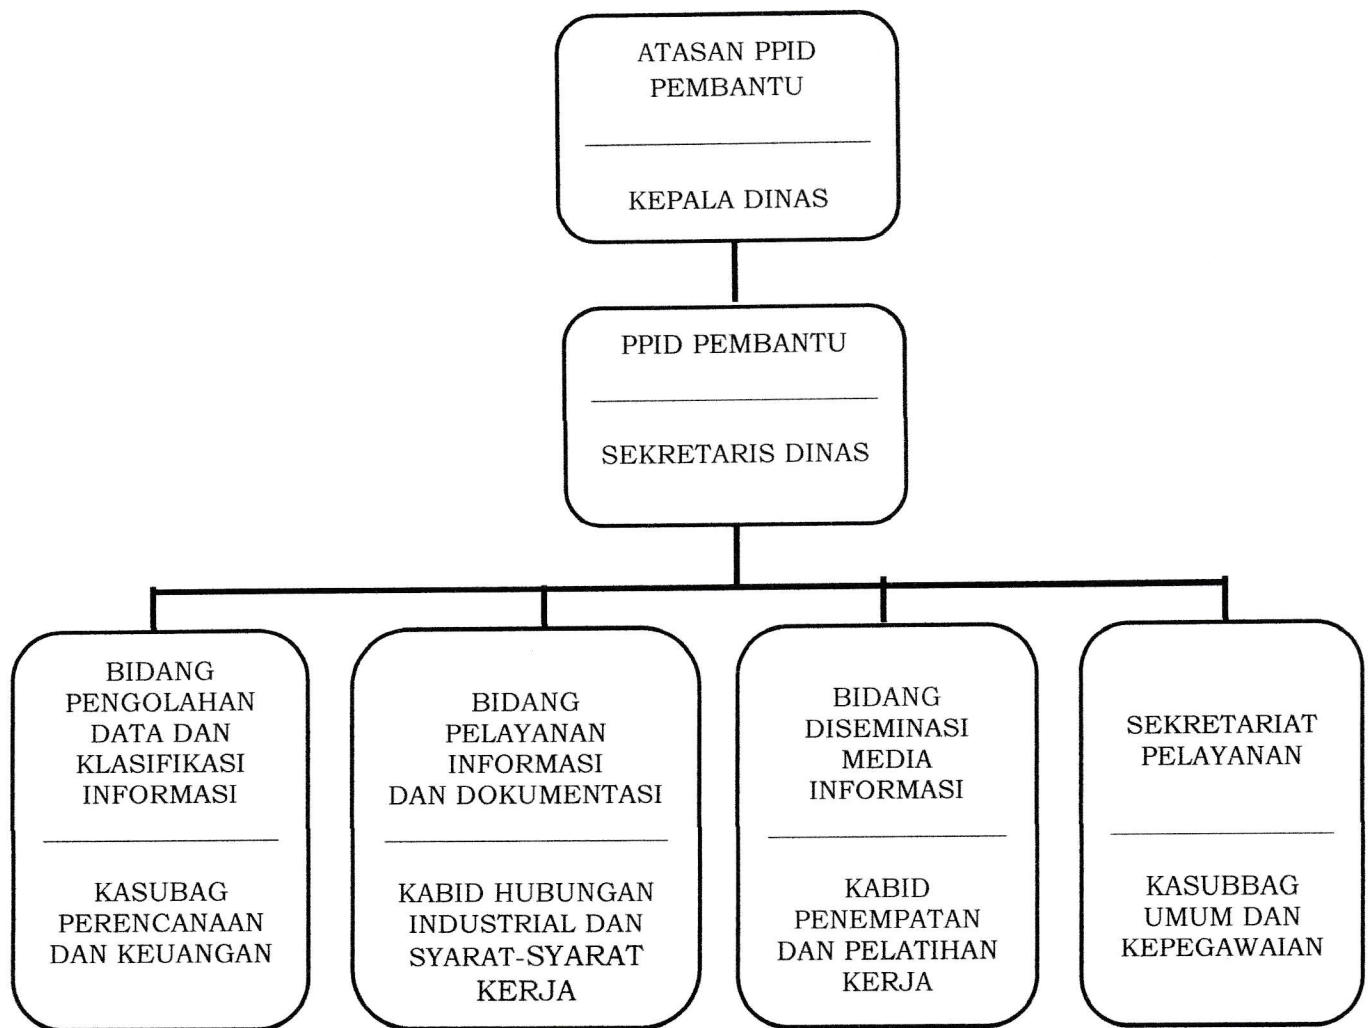 ATASAN PPID
PEMBANTU
KEPALA DINAS
PPID PEMBANTU
SEKRETARIS DINAS
BIDANG
PENGOLAHAN
DATA DAN
KLASIFIKASI
INFORMASI
KASUBAG
PERENCANAAN
DAN KEUANGAN
BIDANG
PELAYANAN
INFORMASI
DAN DOKUMENTASI
KABID HUBUNGAN
INDUSTRIAL DAN
SYARAT-SYARAT
KERJA
BIDANG
DISEMINASI
MEDIA
INFORMASI
KABID
PENEMPATAN
DAN PELATIHAN
KERJA
SEKRETARIAT
PELAYANAN
KASUBBAG
UMUM DAN
KEPEGAWAIAN